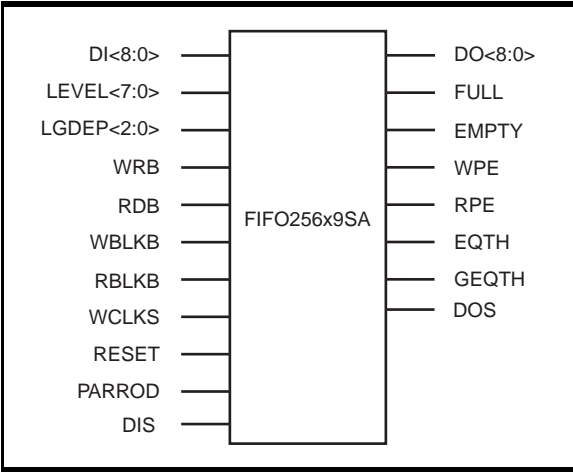 DI<8:0>
LEVEL<7:0>
LGDEP<2:0>
WRB
RDB
WBLKB
RBLKB
WCLKS
RESET
PARROD
DIS
FIFO256x9SA
DO<8:0>
FULL
EMPTY
WPE
RPE
EQTH
GEQTH
DOS